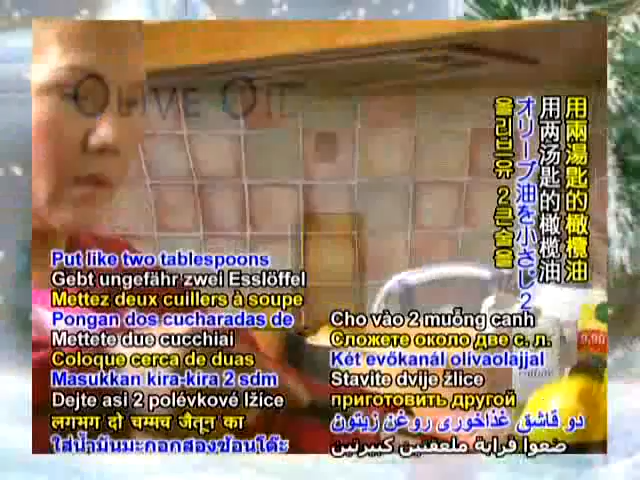 OLIVE OIL
用兩湯匙的橄欖油
用两汤匙的橄榄油
オリーブ油を小さじ2
올리브유 2 큰술을
Put like two tablespoons
Gebt ungefähr zwei Esslöffel
Mettez deux cuillers à soupe
Pongan dos cucharadas de
Mettete due cucchiai
Coloque cerca de duas
Masukkan kira-kira 2 sdm
Dejte asi 2 polévkové lžíce
लगभग दो चम्मच जैतून का
ใส่น้ำมันมะกอกสองช้อนโต๊ะ
Cho vào 2 muỗng canh
Сложете около две с. л.
Két evőkanál olívaolajjal
Stavite dvije žlice
приготовить другой
دو قاشق غذاخوری روغن زیتون
ضعوا قرابة ملعقتين كبيرتين